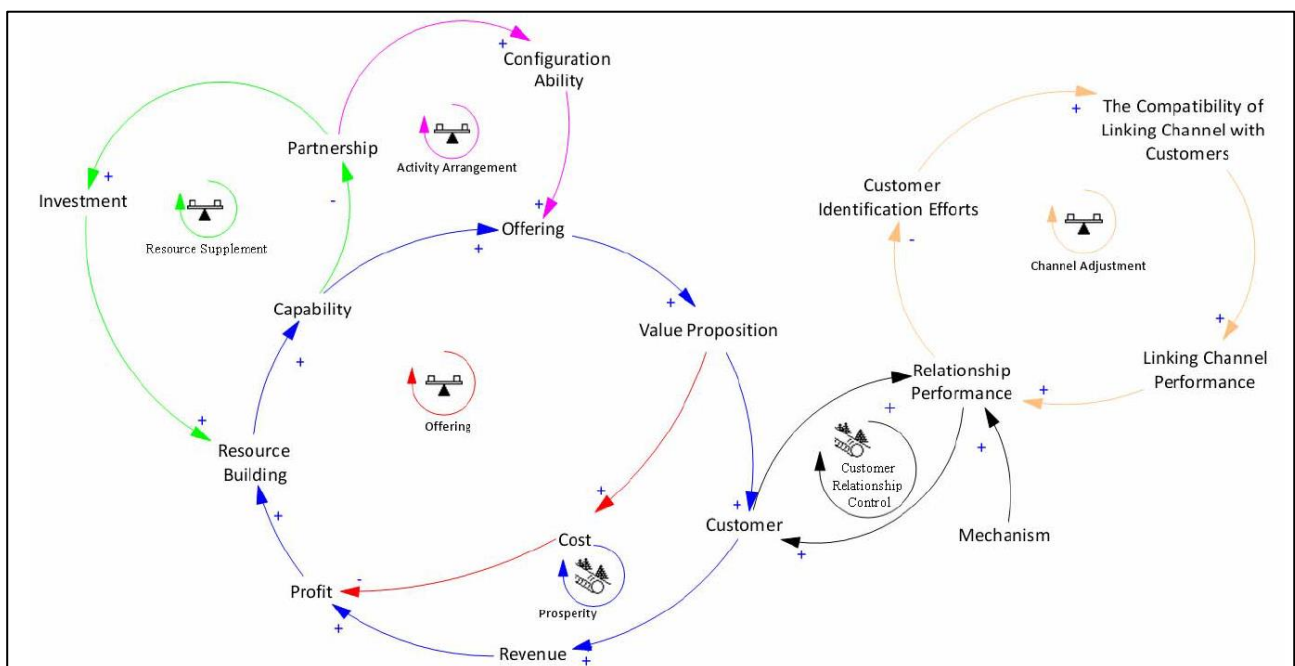 +
Configuration
Ability
+
The Compatibility of
Linking Channel with
Customers
Partnership
Activity Arrangement
+
Investment
-
Customer
Identification Efforts
+
Offering
Resource Supplement
+
-
Channel Adjustment
Capability
+
Value Proposition
+
+
Linking Channel
Performance
Relationship
Performance
+
+
Offering
+
Resource
Building
Customer
Relationship
Control
+
+
+
+
Customer
Mechanism
+
Cost
+
-
Profit
Prosperity
+
Revenue
+